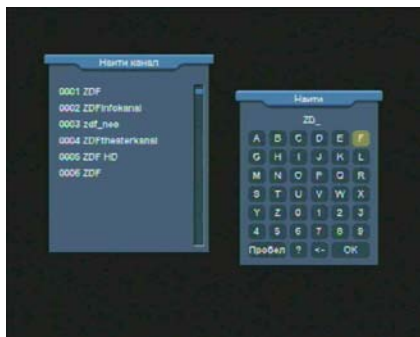 Найти канал
0001 ZDF
0002 ZDFinfokanal
0003 zdf_neo
0004 ZDFtheaterkanal
0005 ZDF HD
0006 ZDF
Найти
ZD_
A B C D E F
G H I J K L
M N O P Q R
S T U V W X
Y Z 0 1 2 3
4 5 6 7 8 9
Пробел ? <- OK